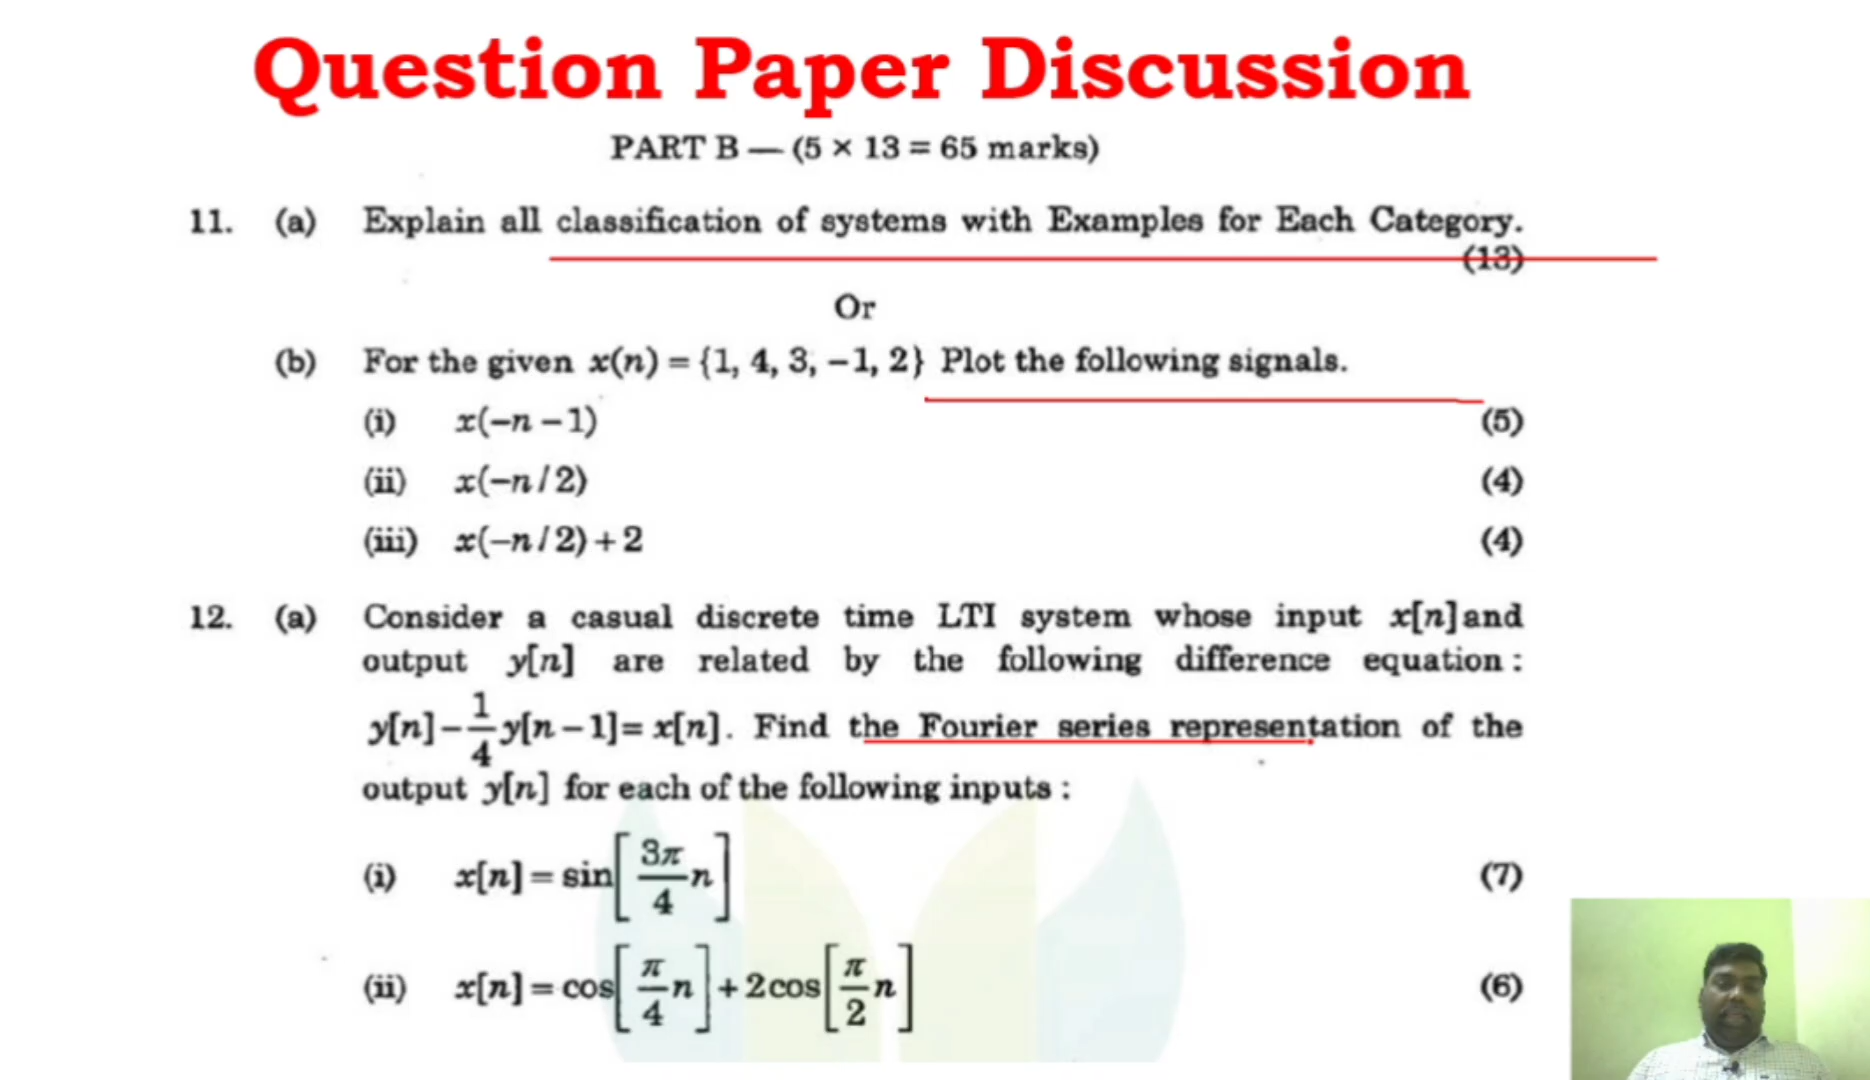 Question Paper Discussion
PART B — (5 × 13 = 65 marks)
11. (a) Explain all classification of systems with Examples for Each Category.
(13)
Or
(b) For the given x(n) = {1, 4, 3, −1, 2} Plot the following signals.
(i) x(−n − 1) (5)
(ii) x(−n / 2) (4)
(iii) x(−n / 2) + 2 (4)
12. (a) Consider a casual discrete time LTI system whose input x[n] and
output y[n] are related by the following difference equation :
y[n] − 1/4 y[n − 1] = x[n]. Find the Fourier series representation of the
output y[n] for each of the following inputs :
(i) x[n] = sin[3π/4 n] (7)
(ii) x[n] = cos[π/4 n] + 2 cos[π/2 n] (6)